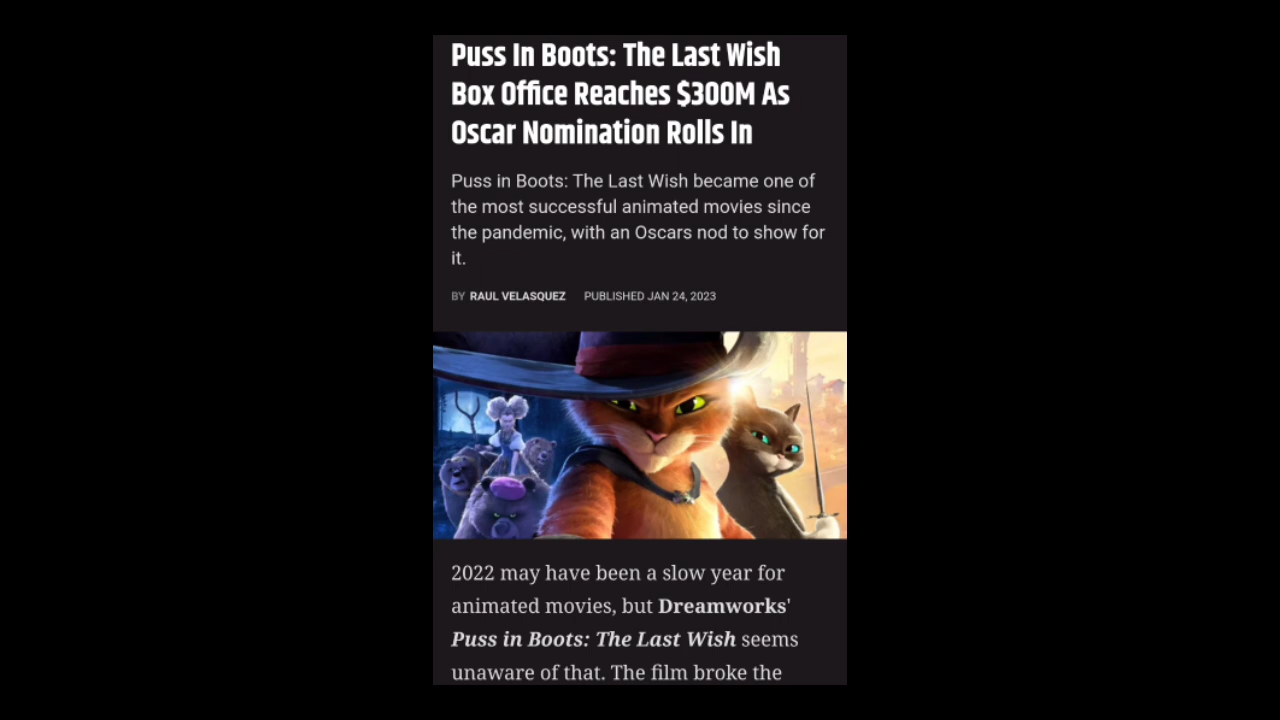 Puss In Boots: The Last Wish
Box Office Reaches $300M As
Oscar Nomination Rolls In
Puss in Boots: The Last Wish became one of
the most successful animated movies since
the pandemic, with an Oscars nod to show for
it.
BY RAUL VELASQUEZ PUBLISHED JAN 24, 2023
2022 may have been a slow year for
animated movies, but Dreamworks'
Puss in Boots: The Last Wish seems
unaware of that. The film broke the